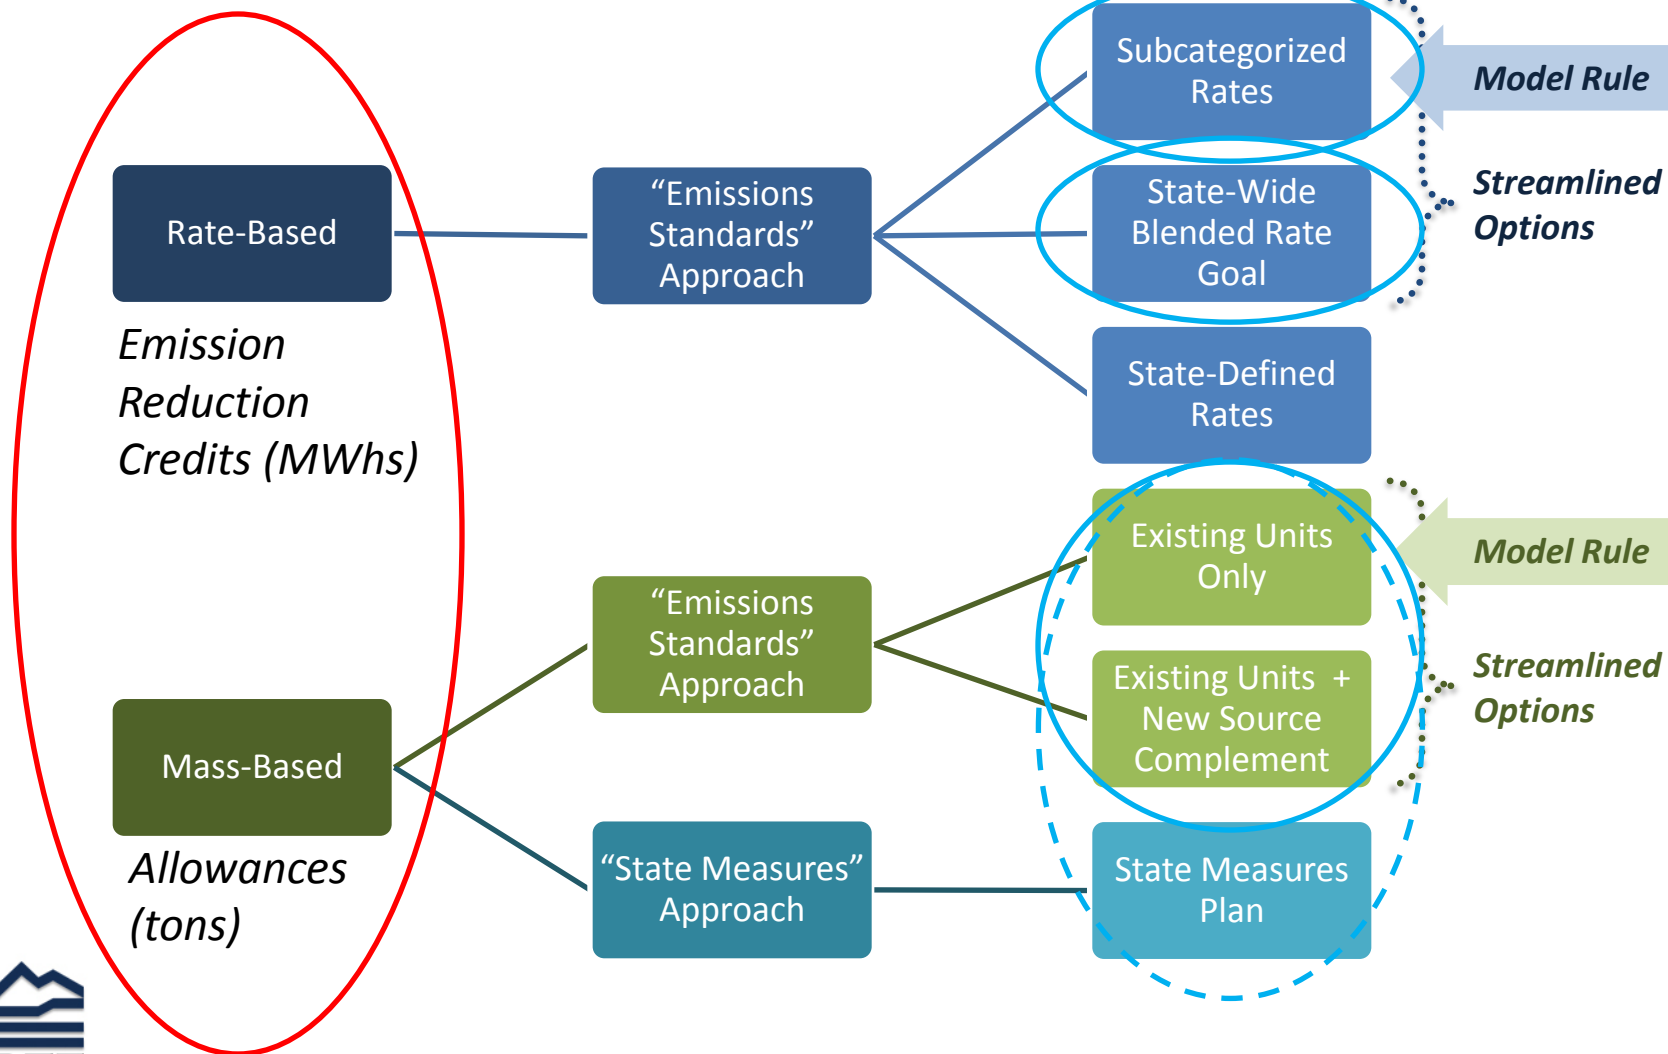 Subcategorized
Rates
Model Rule
Rate-Based
“Emissions
Standards”
Approach
State-Wide
Blended Rate
Goal
Streamlined
Options
Emission
Reduction
Credits (MWhs)
State-Defined
Rates
Existing Units
Only
Model Rule
Mass-Based
“Emissions
Standards”
Approach
Existing Units +
New Source
Complement
Streamlined
Options
Allowances
(tons)
“State Measures”
Approach
State Measures
Plan